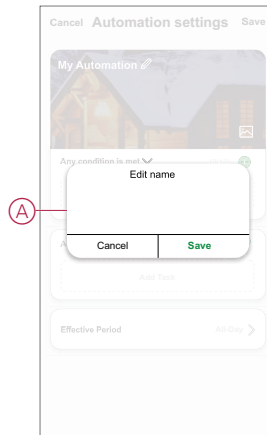 Cancel Automation settings Save
My Automation
Any condition is met
Edit name
A
A
Cancel Save
Add Task
Effective Period All-Day